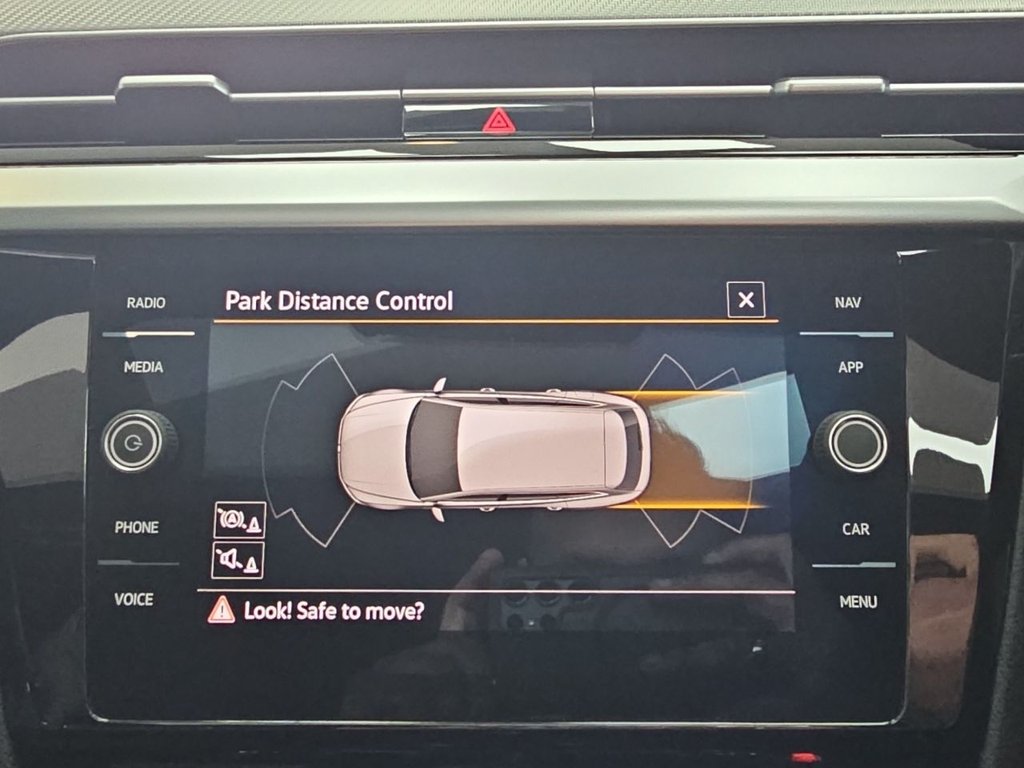 RADIO
MEDIA
PHONE
VOICE
Park Distance Control
Look! Safe to move?
NAV
APP
CAR
MENU